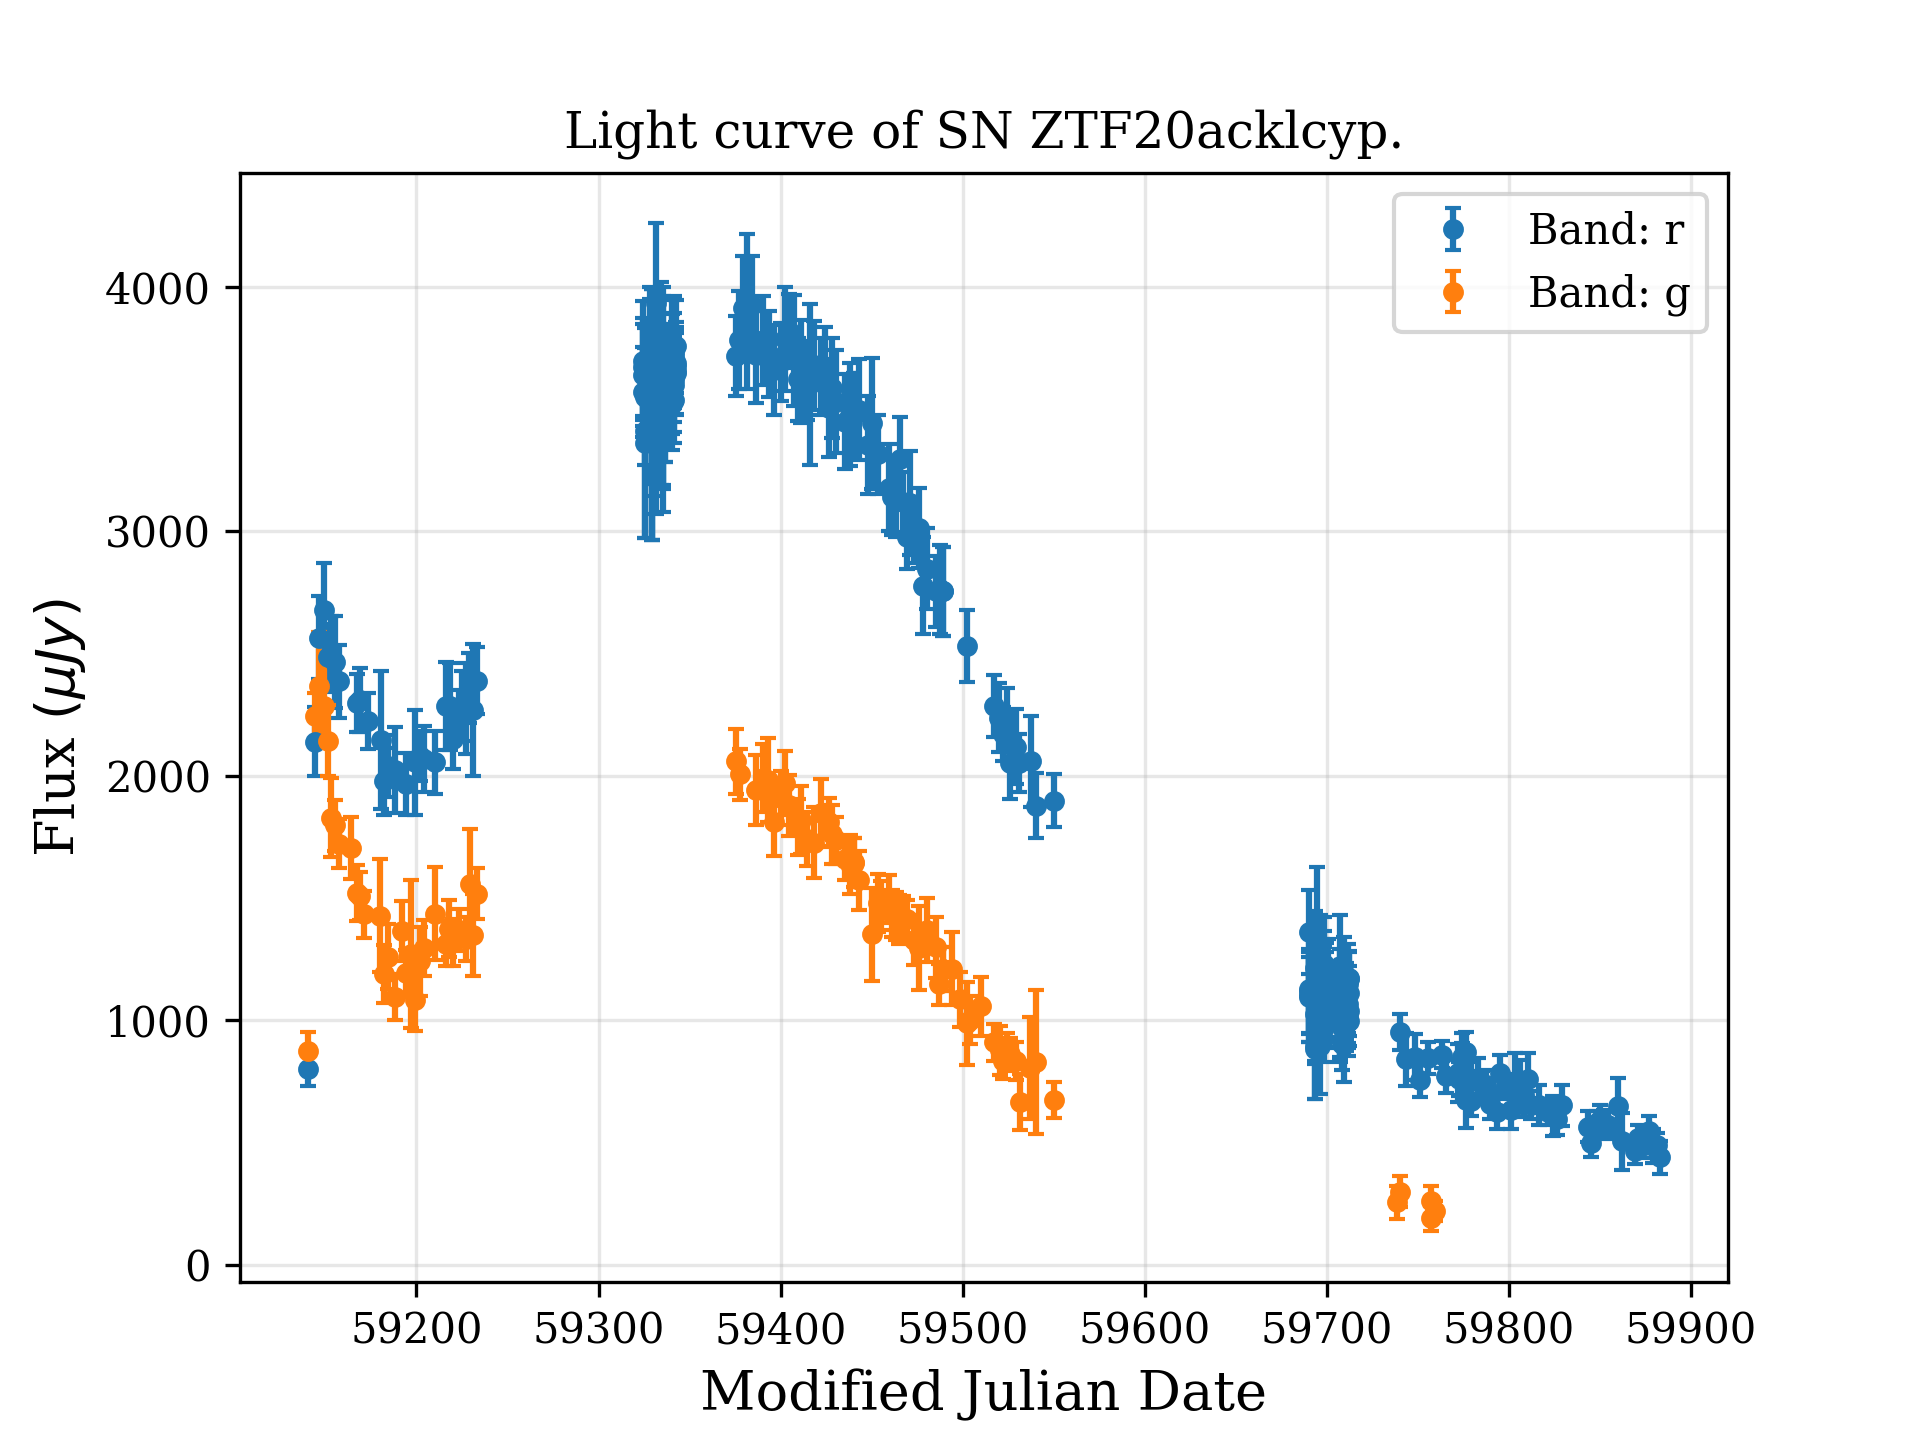 Light curve of SN ZTF20acklcyp.
Band: r
Band: g
Flux (μJy)
4000
3000
2000
1000
0
59200 59300 59400 59500 59600 59700 59800 59900
Modified Julian Date